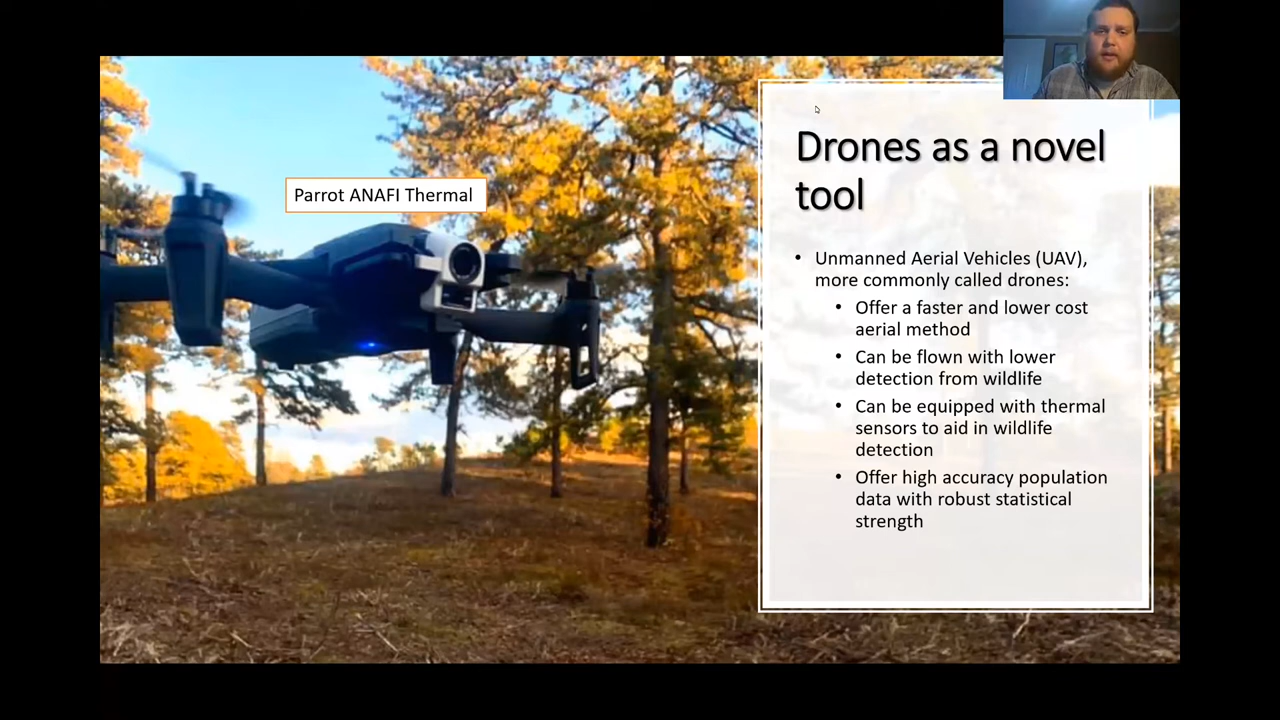 Parrot ANAFI Thermal
Drones as a novel
tool
• Unmanned Aerial Vehicles (UAV),
more commonly called drones:
• Offer a faster and lower cost
aerial method
• Can be flown with lower
detection from wildlife
• Can be equipped with thermal
sensors to aid in wildlife
detection
• Offer high accuracy population
data with robust statistical
strength